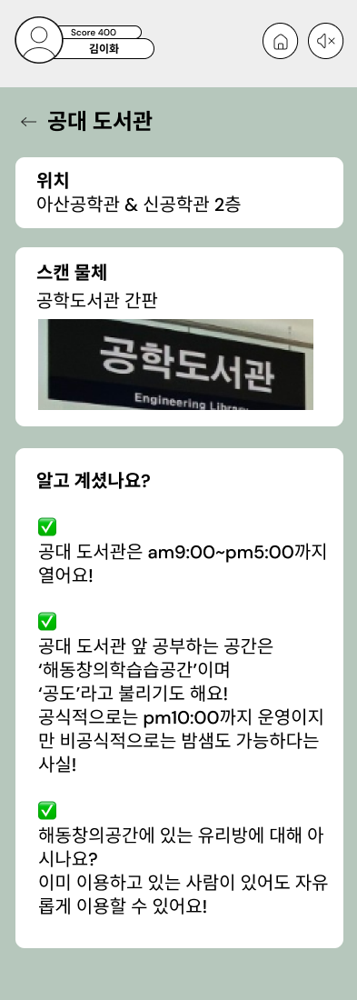 Score 400
김이화
공대 도서관
위치
아산공학관 & 신공학관 2층
스캔 물체
공학도서관 간판
공학도서관
Engineering Library
알고 계셨나요?
공대 도서관은 am9:00~pm5:00까지
열어요!
공대 도서관 앞 공부하는 공간은
‘해동창의학습습공간’이며
‘공도’라고 불리기도 해요!
공식적으로는 pm10:00까지 운영이지
만 비공식적으로는 밤샘도 가능하다는
사실!
해동창의공간에 있는 유리방에 대해 아
시나요?
이미 이용하고 있는 사람이 있어도 자유
롭게 이용할 수 있어요!